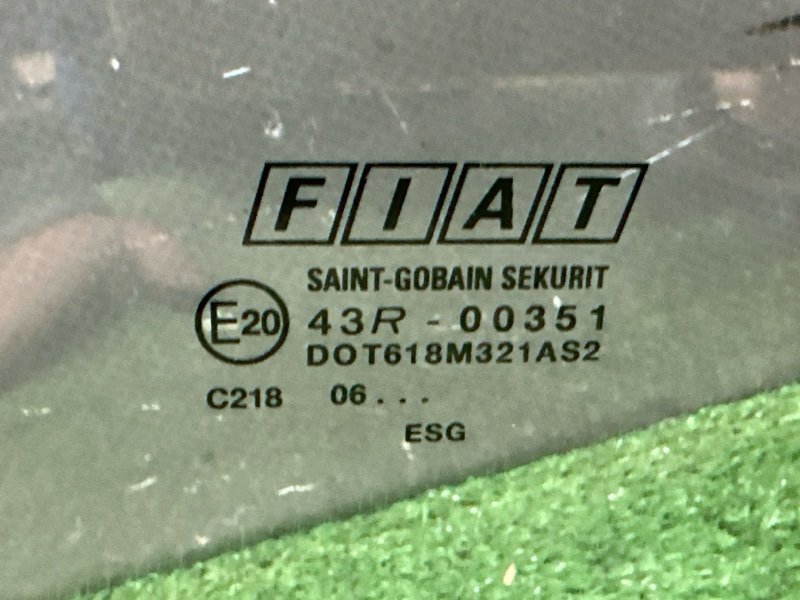 FIAT
SAINT-GOBAIN SEKURIT
E20 43R - 00351
DOT618M321AS2
C218 06...
ESG